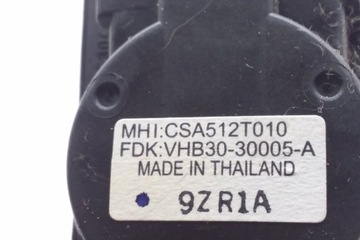 MHI:CSA512T010
FDK:VHB30-30005-A
MADE IN THAILAND
9ZR1A